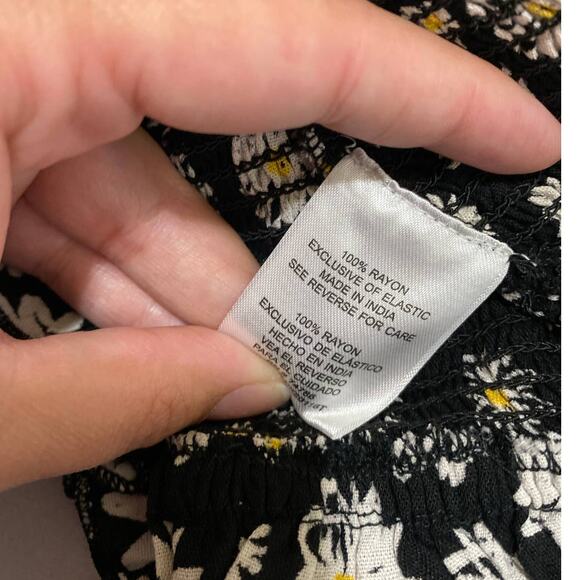 100% RAYON
EXCLUSIVE OF ELASTIC
MADE IN INDIA
SEE REVERSE FOR CARE
100% RAYON
EXCLUSIVO DE ELASTICO
HECHO EN INDIA
VEA EL REVERSO
PARA EL CUIDADO